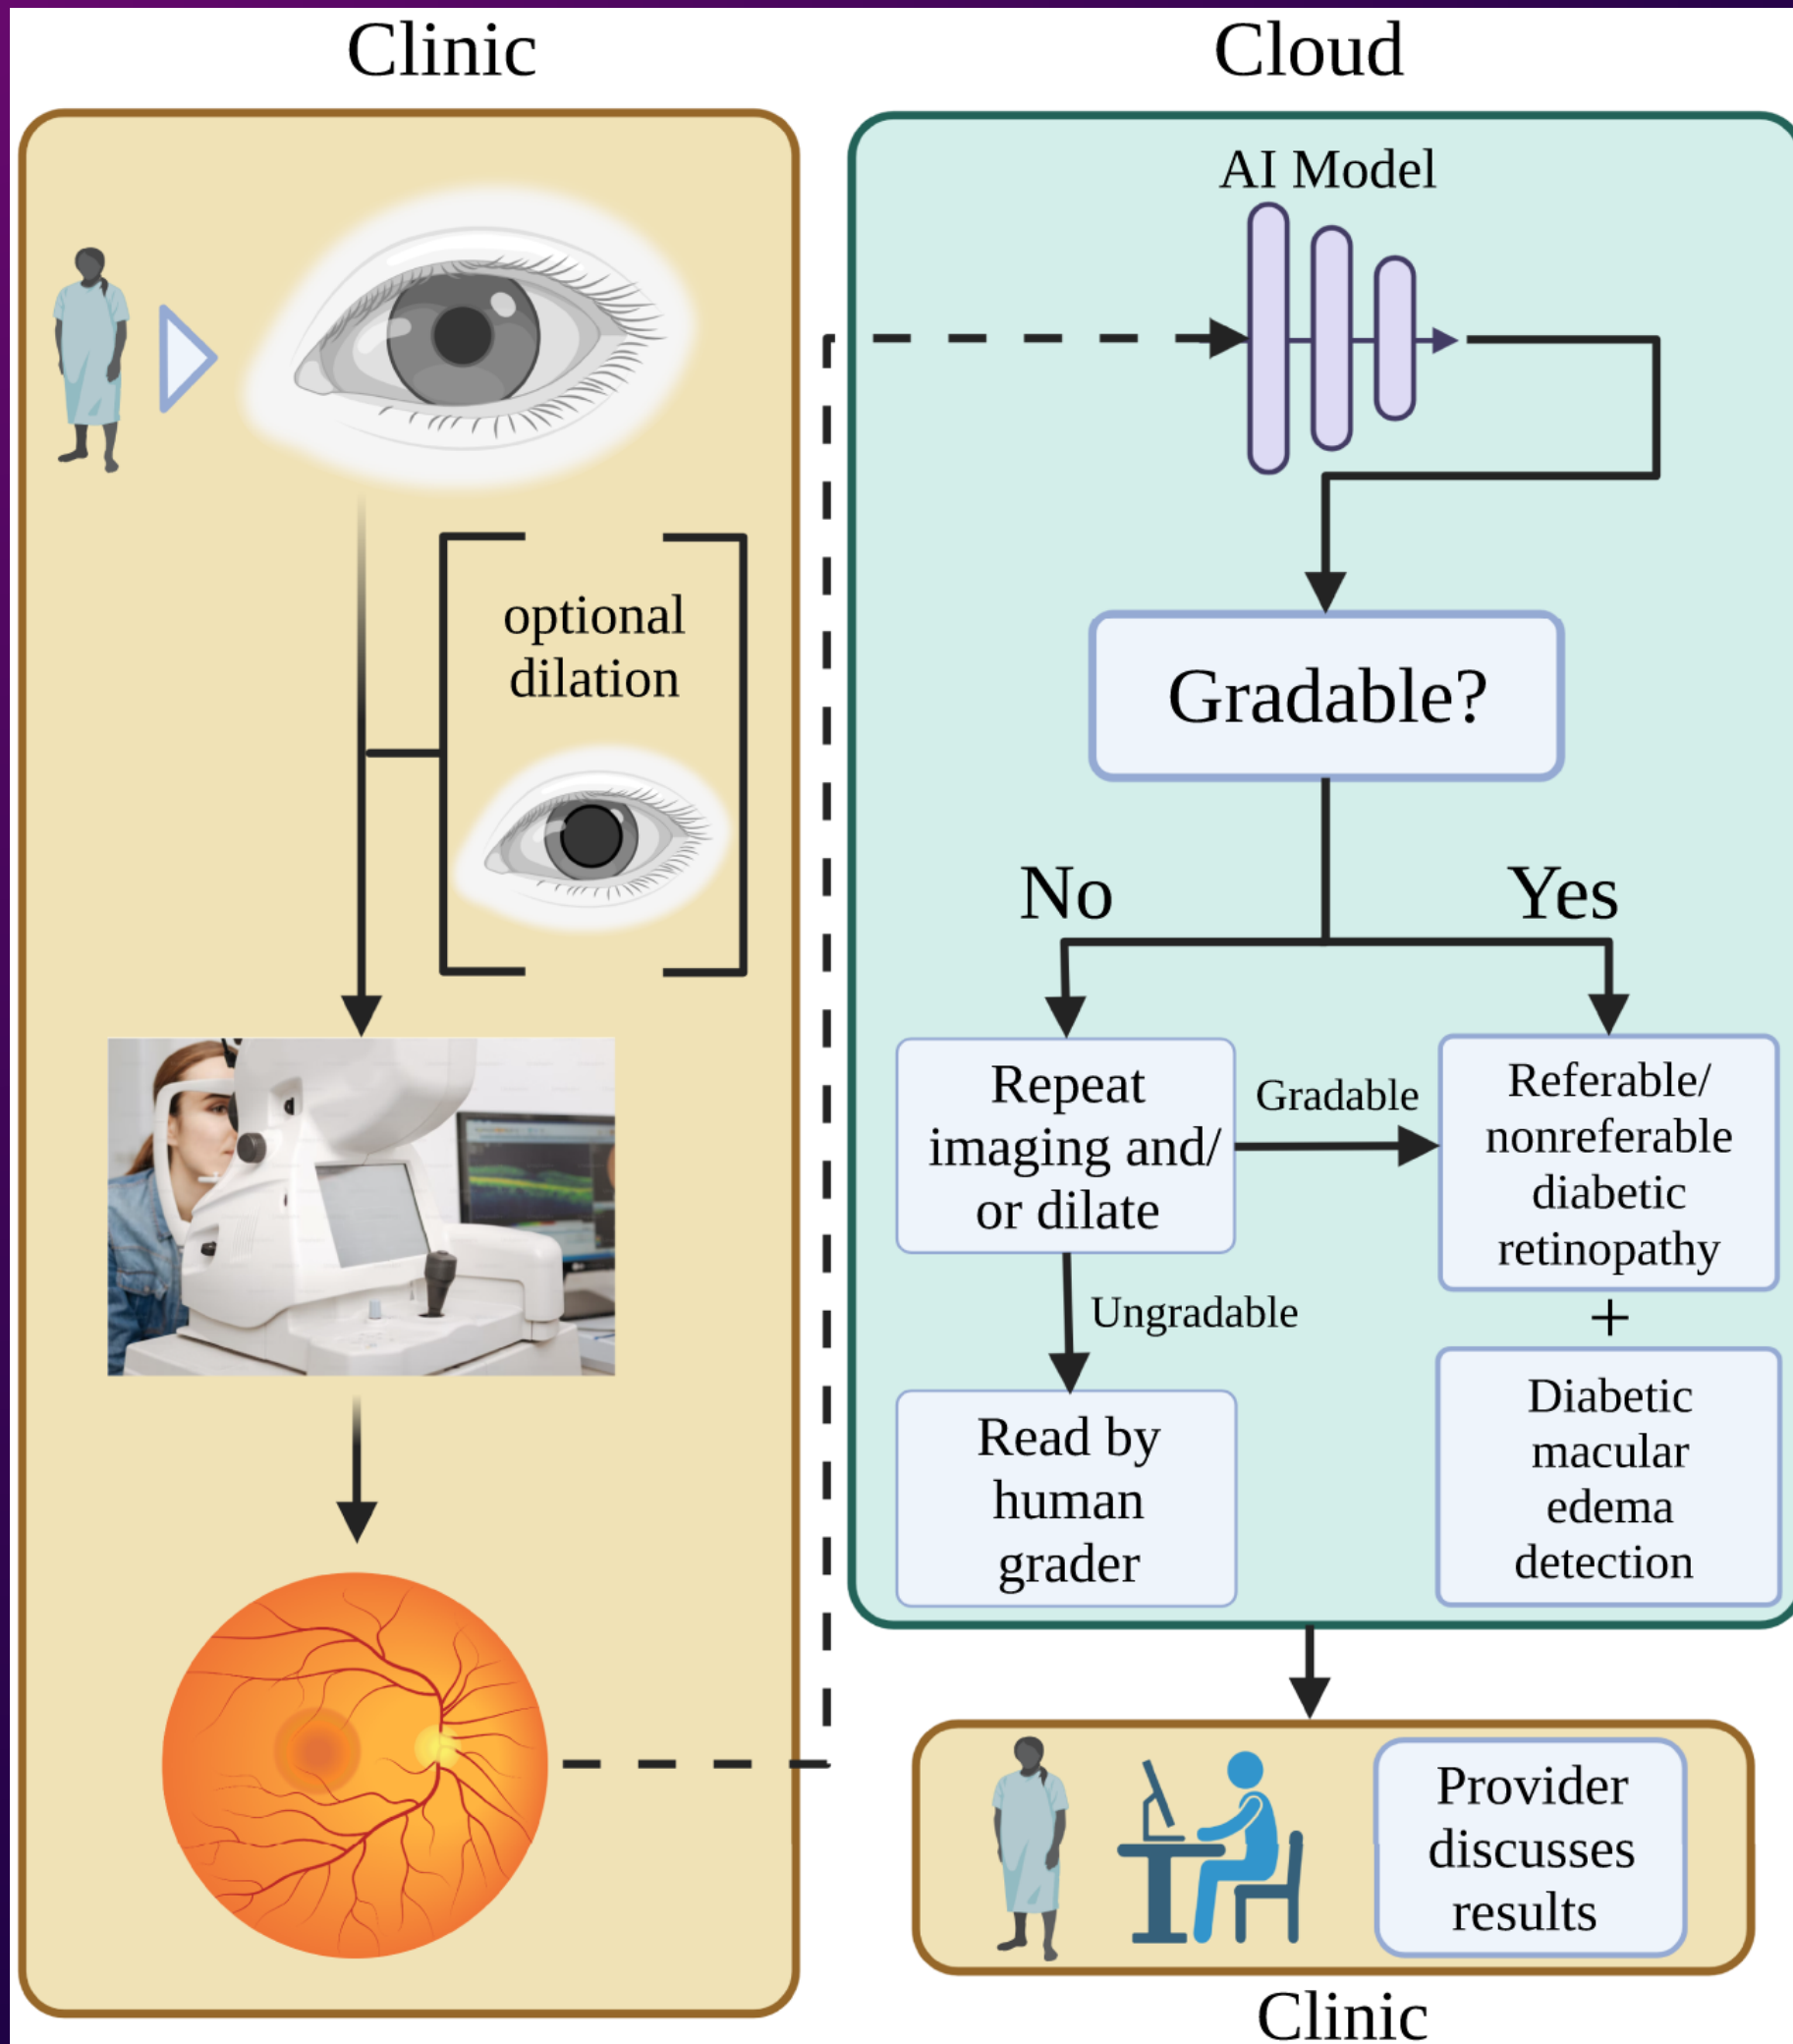 Clinic
optional
dilation
Cloud
AI Model
Gradable?
No
Yes
Repeat
imaging and/
or dilate
Gradable
Referable/
nonreferable
diabetic
retinopathy
Ungradable
+
Read by
human
grader
Diabetic
macular
edema
detection
Provider
discusses
results
Clinic